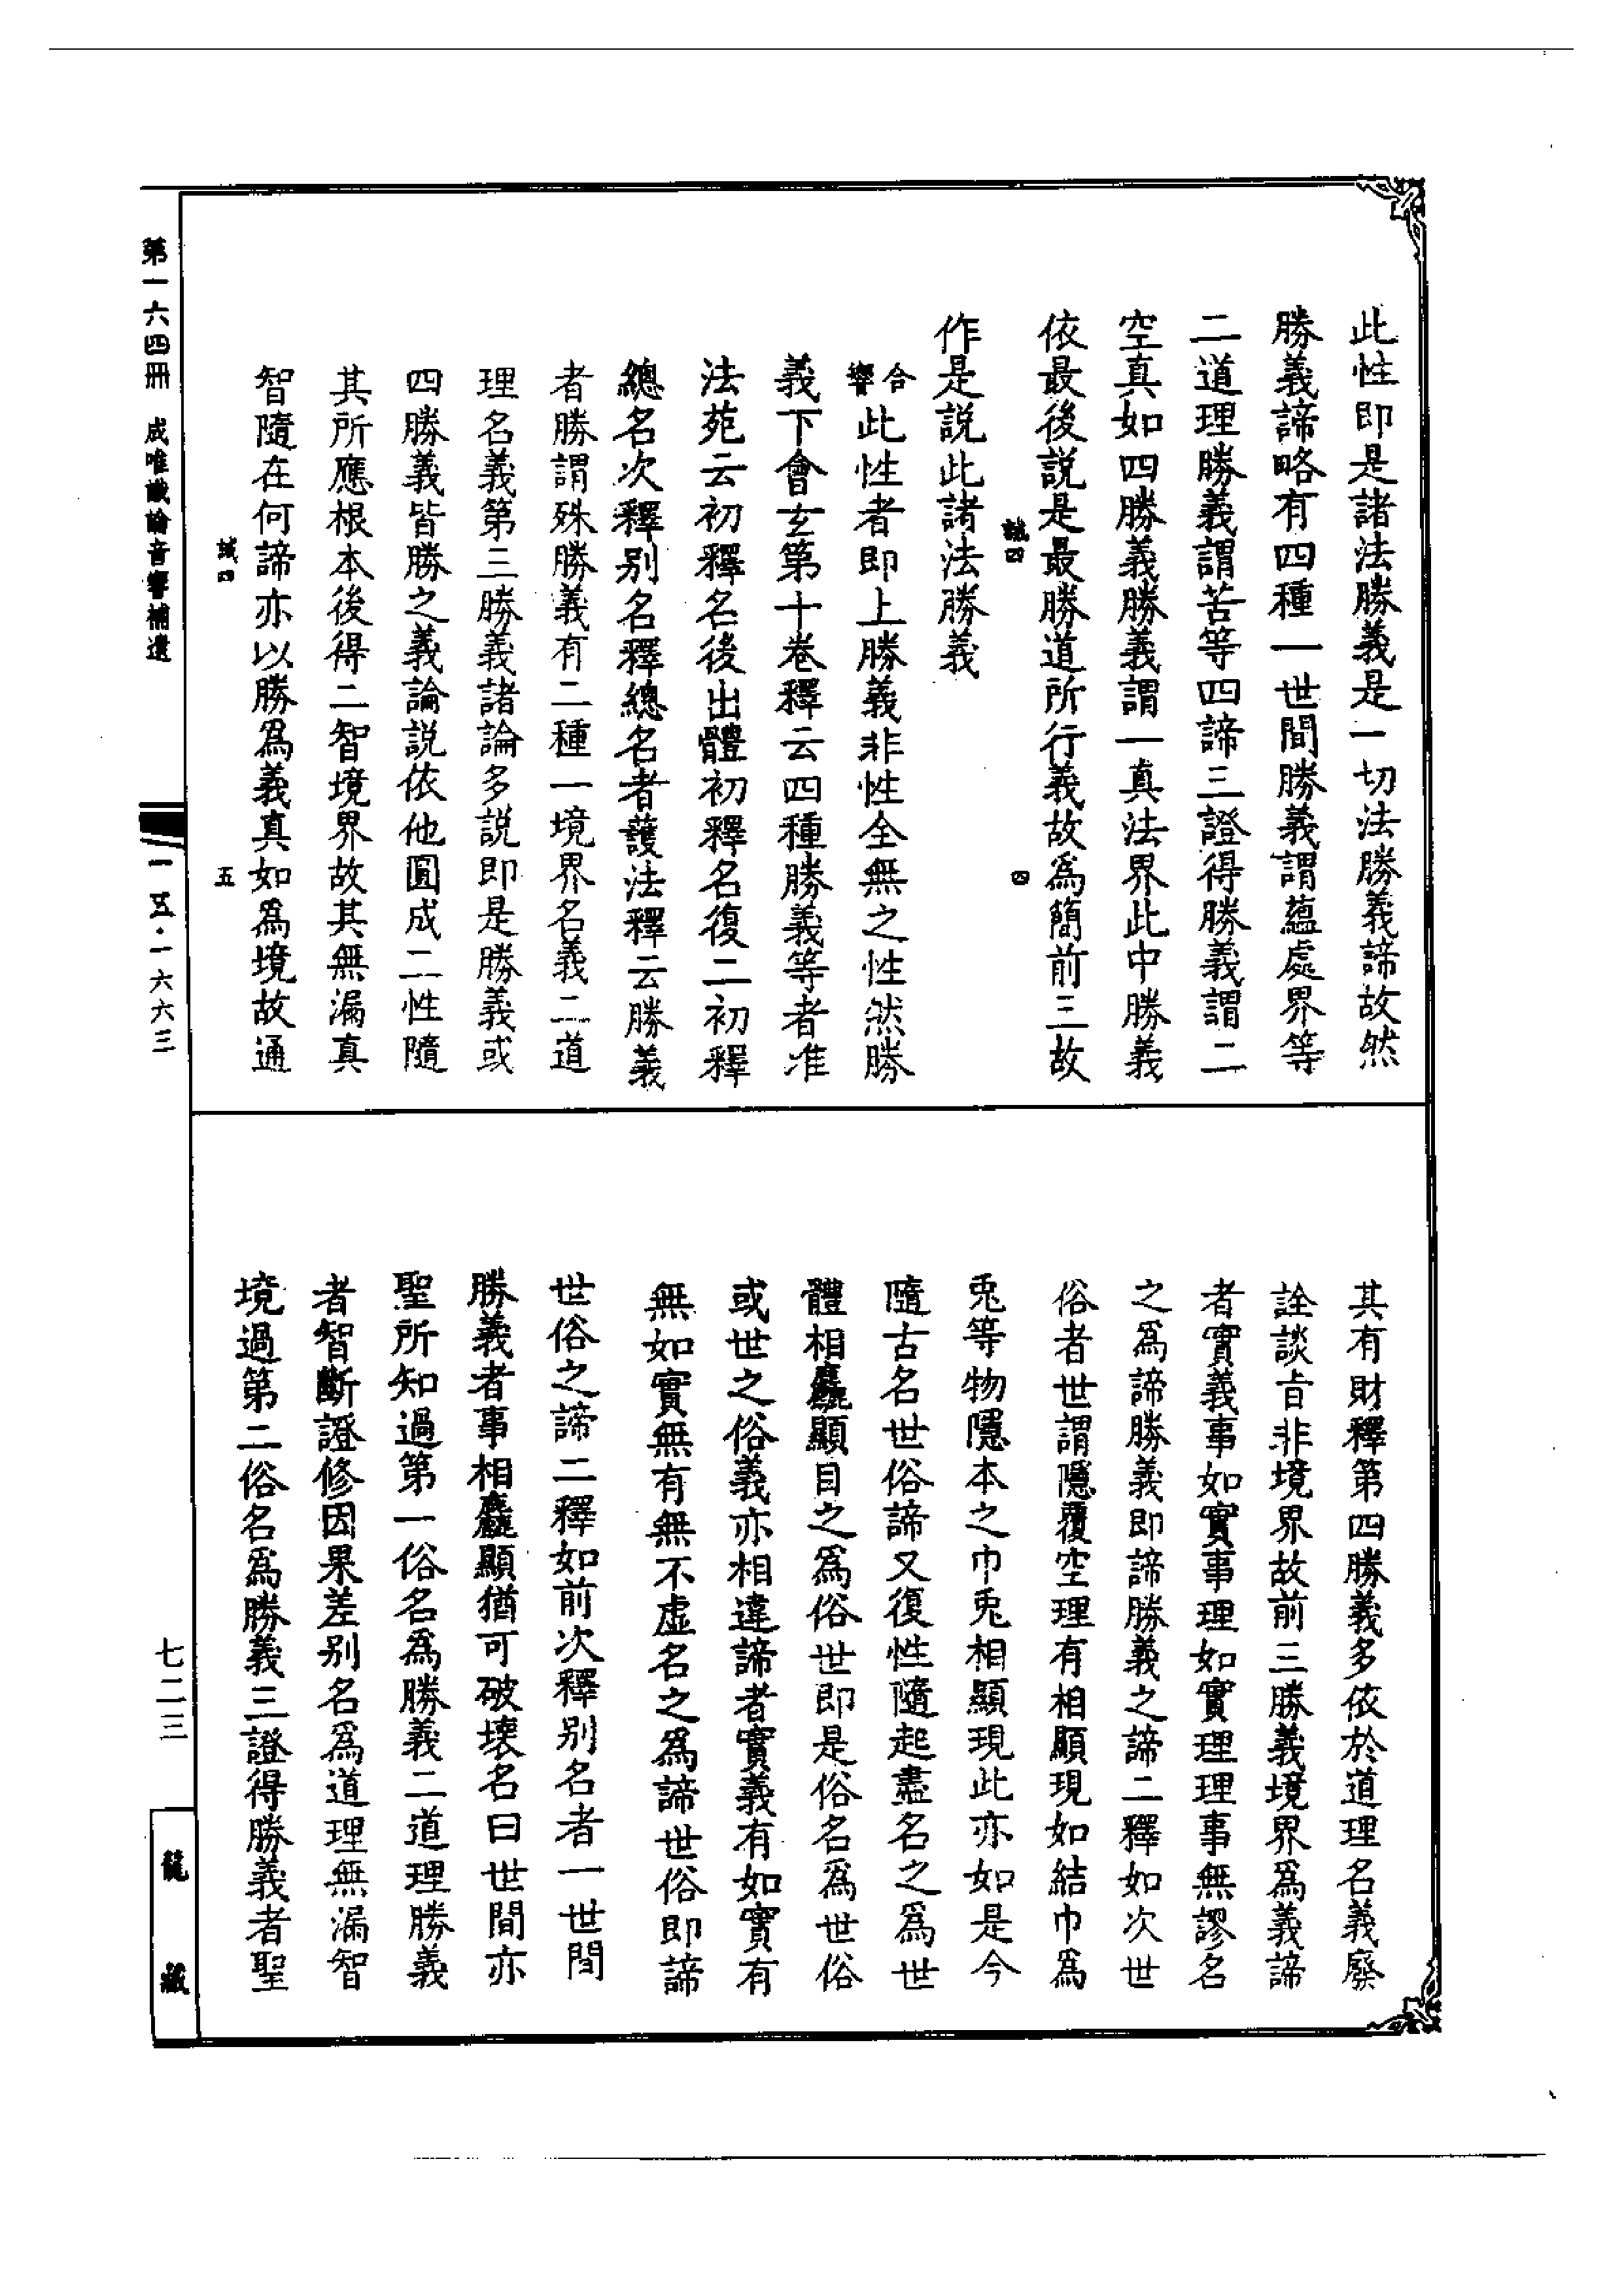 此性即是諸法勝義是一切法勝義諦故然
勝義諦略有四種一世間勝義謂蘊處界等
二道理勝義謂苦等四諦三證得勝義謂二
空真如四勝義勝義謂一真法界此中勝義
依最後説是最勝道所行義故為簡前三故
誠四 四
作是説此諸法勝義
合響此性者即上勝義非性全無之性然勝
義下會玄第十卷釋云四種勝義等者准
法苑云初釋名後出體初釋名復二初釋
總名次釋别名釋總名者護法釋云勝義
者勝謂殊勝義有二種一境界名義二道
理名義第三勝義諸論多説即是勝義或
四勝義皆勝之義論説依他圓成二性隨
其所應根本後得二智境界故其無漏真
智隨在何諦亦以勝爲義真如爲境故通
誠四 五
其有財釋第四勝義多依於道理名義廢
詮談旨非境界故前三勝義境界爲義諦
者實義事如實事理如實理理事無謬名
之爲諦勝義即諦勝義之諦二釋如次世
俗者世謂隱覆空理有相顯現如結巾爲
兎等物隱本之巾兎相顯現此亦如是今
隨古名世俗諦又復性隨起盡名之爲世
體相麤顯目之爲俗世即是俗名爲世俗
或世之俗義亦相違諦者實義有如實有
無如實無有無不虛名之爲諦世俗即諦
世俗之諦二釋如前次釋别名者一世間
勝義者事相麤顯猶可破壞名曰世間亦
聖所知過第一俗名爲勝義二道理勝義
者智斷證修因果差别名爲道理無漏智
境過第二俗名爲勝義三證得勝義者聖
第一六四冊 成唯識論音響補遺
一五·一六六三
七二三
龍藏